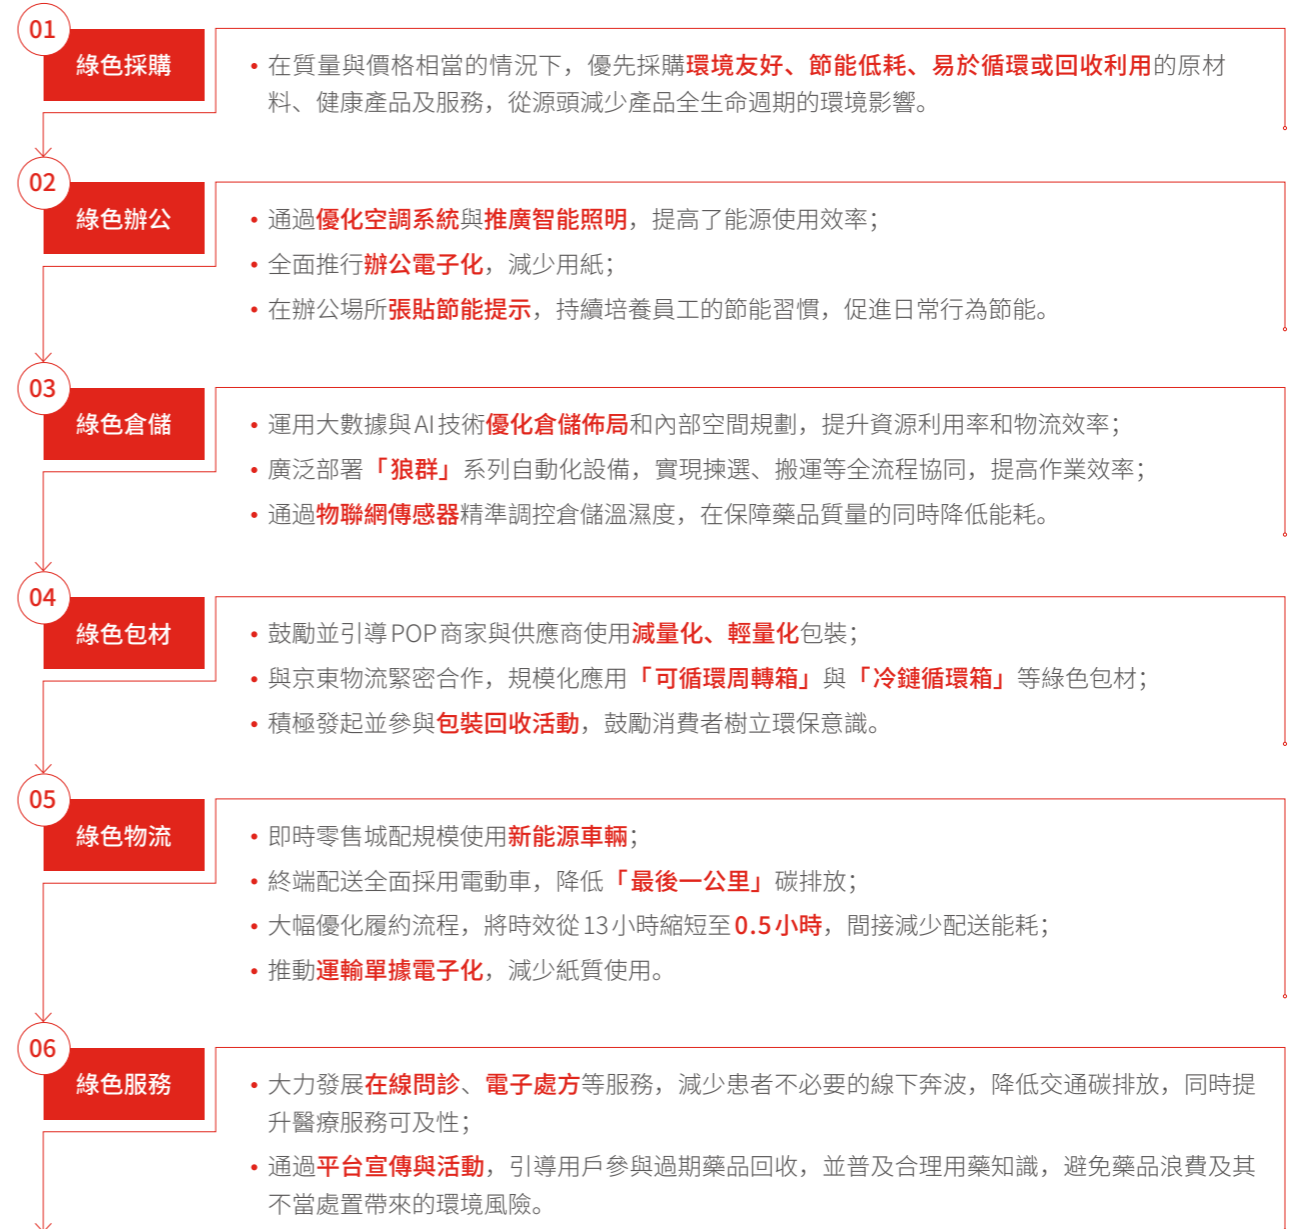 01
綠色採購
• 在質量與價格相當的情況下，優先採購環境友好、節能低耗、易於循環或回收利用的原材
料、健康產品及服務，從源頭減少產品全生命週期的環境影響。
02
綠色辦公
• 通過優化空調系統與推廣智能照明，提高了能源使用效率；
• 全面推行辦公電子化，減少用紙；
• 在辦公場所張貼節能提示，持續培養員工的節能習慣，促進日常行為節能。
03
綠色倉儲
• 運用大數據與AI技術優化倉儲佈局和內部空間規劃，提升資源利用率和物流效率；
• 廣泛部署「狼群」系列自動化設備，實現揀選、搬運等全流程協同，提高作業效率；
• 通過物聯網傳感器精準調控倉儲溫濕度，在保障藥品質量的同時降低能耗。
04
綠色包材
• 鼓勵並引導POP商家與供應商使用減量化、輕量化包裝；
• 與京東物流緊密合作，規模化應用「可循環周轉箱」與「冷鏈循環箱」等綠色包材；
• 積極發起並參與包裝回收活動，鼓勵消費者樹立環保意識。
05
綠色物流
• 即時零售城配規模使用新能源車輛；
• 終端配送全面採用電動車，降低「最後一公里」碳排放；
• 大幅優化履約流程，將時效從13小時縮短至0.5小時，間接減少配送能耗；
• 推動運輸單據電子化，減少紙質使用。
06
綠色服務
• 大力發展在線問診、電子處方等服務，減少患者不必要的線下奔波，降低交通碳排放，同時提
升醫療服務可及性；
• 通過平台宣傳與活動，引導用戶參與過期藥品回收，並普及合理用藥知識，避免藥品浪費及其
不當處置帶來的環境風險。